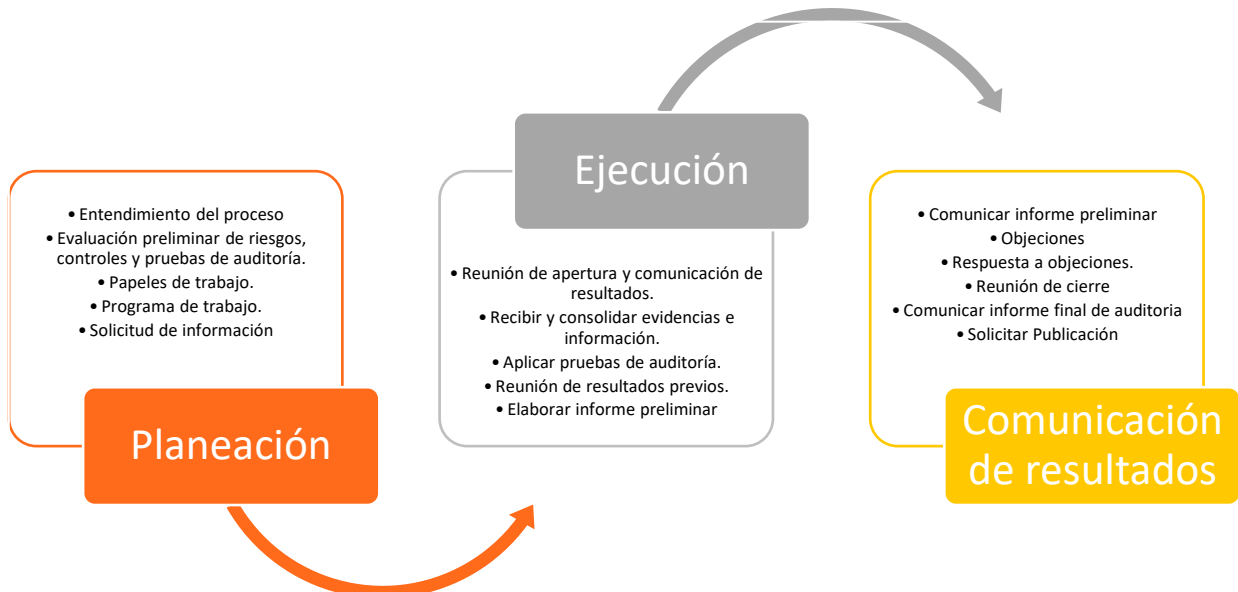 Planeación
• Entendimiento del proceso
• Evaluación preliminar de riesgos,
controles y pruebas de auditoría.
• Papeles de trabajo.
• Programa de trabajo.
• Solicitud de información
Ejecución
• Reunión de apertura y comunicación de
resultados.
• Recibir y consolidar evidencias e
información.
• Aplicar pruebas de auditoría.
• Reunión de resultados previos.
• Elaborar informe preliminar
Comunicación
de resultados
• Comunicar informe preliminar
• Objeciones
• Respuesta a objeciones.
• Reunión de cierre
• Comunicar informe final de auditoria
• Solicitar Publicación